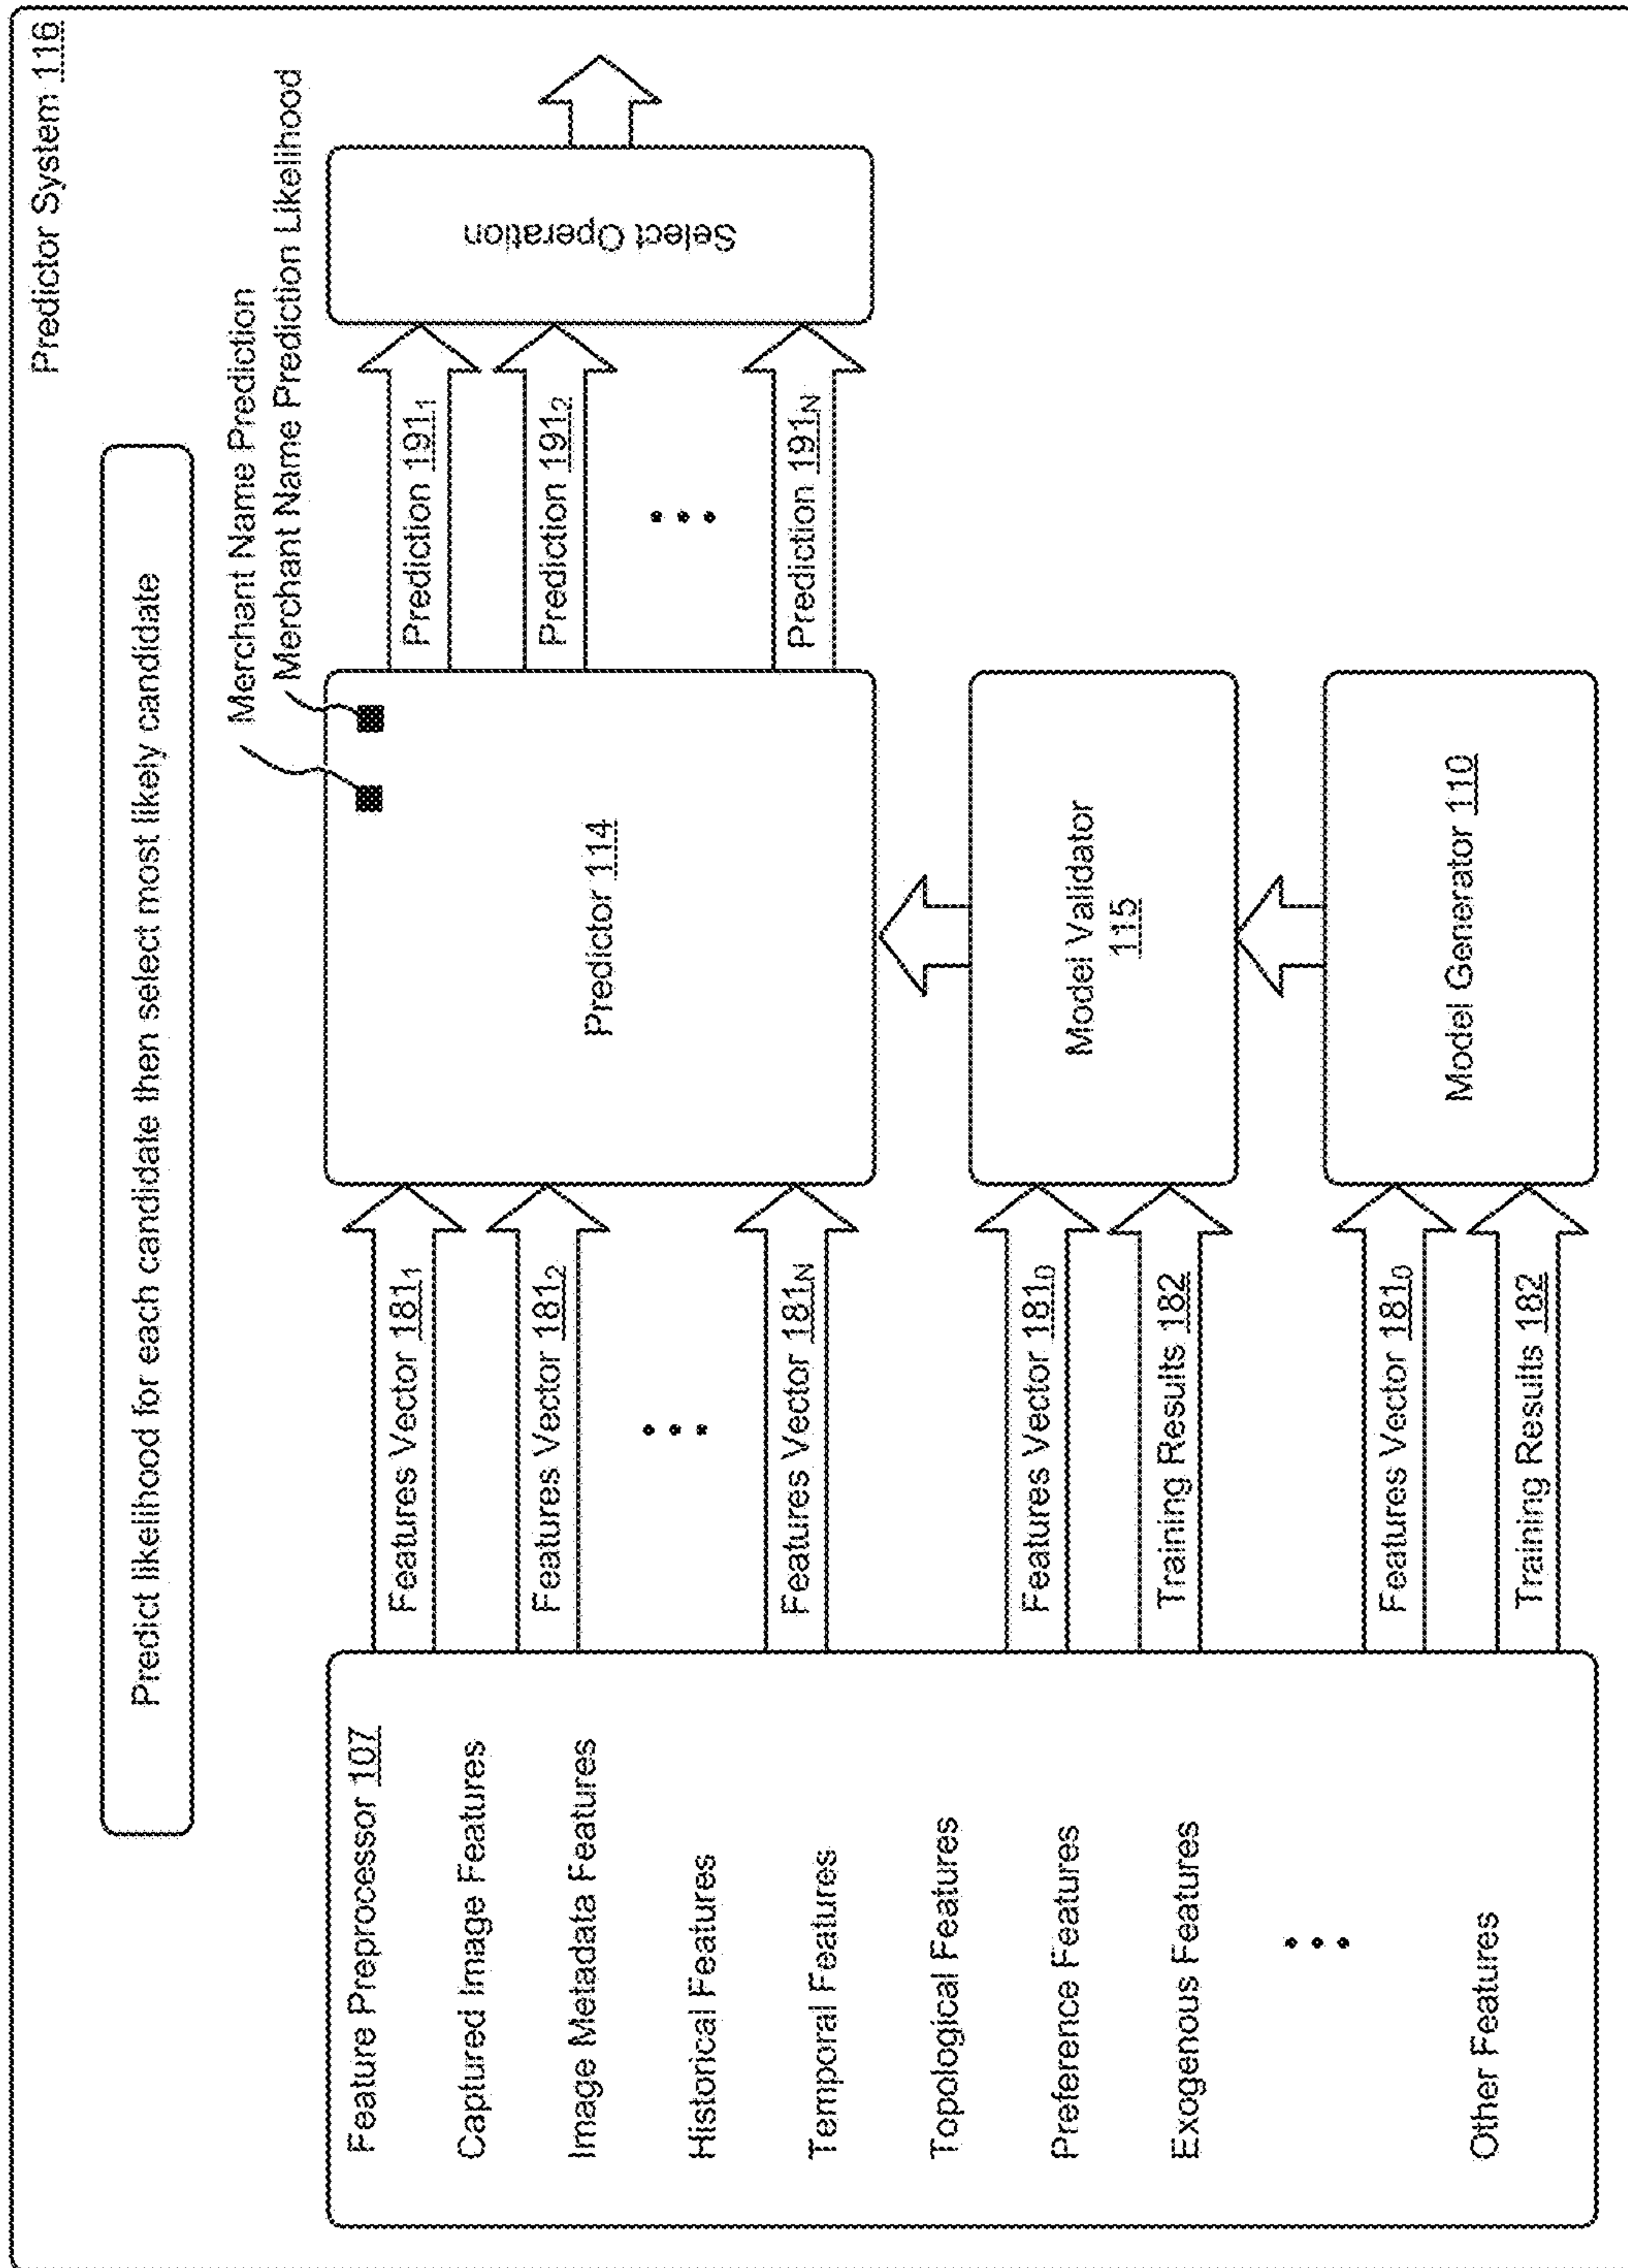 Predictor System 116
Predict likelihood for each candidate then select most likely candidate
Merchant Name Prediction
Merchant Name Prediction Likelihood
Feature Preprocessor 107
Captured Image Features
Image Metadata Features
Historical Features
Temporal Features
Topological Features
Preference Features
Exogenous Features
Other Features
Features Vector 181₁
Features Vector 181₂
Features Vector 181N
Features Vector 181₀
Training Results 182
Features Vector 181₀
Training Results 182
Predictor 114
Model Validator
115
Model Generator 110
Prediction 191₁
Prediction 191₂
Prediction 191N
Select Operation